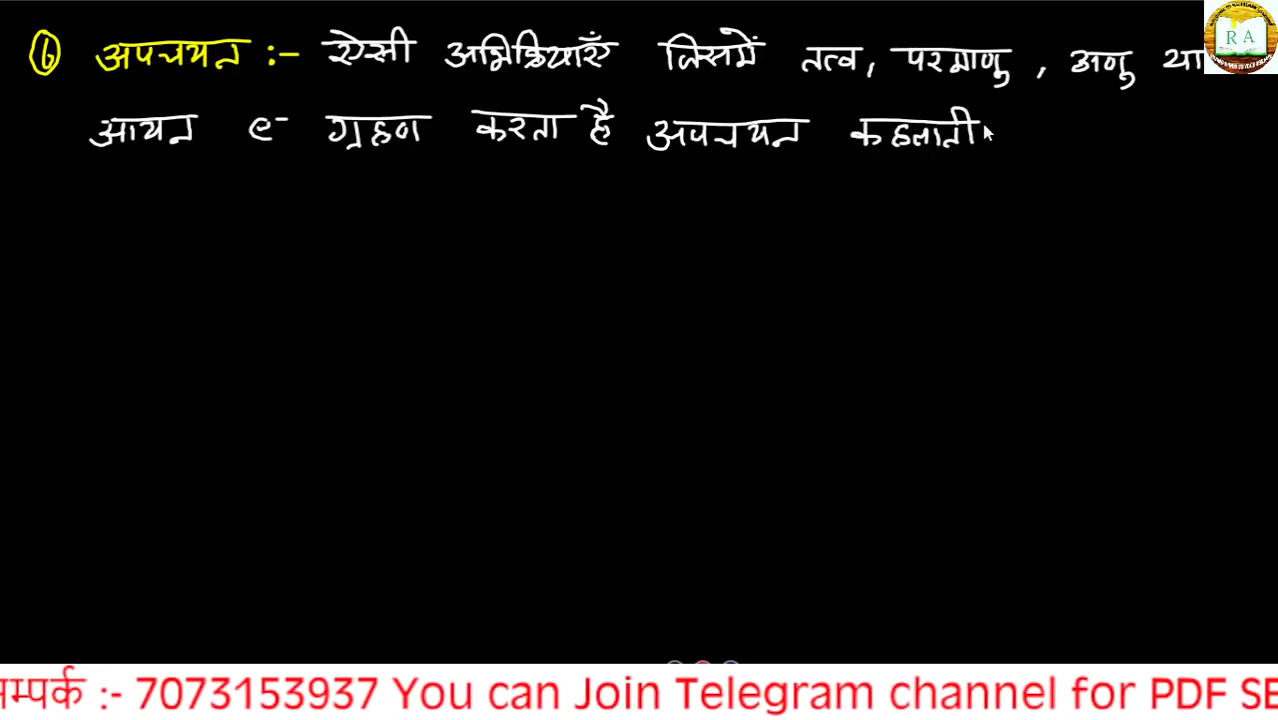 ⑥ अपचयन :- ऐसी अभिक्रियाएँ जिसमें तत्व, परमाणु, अणु या
आयन e⁻ ग्रहण करता है अपचयन कहलाती
R A
सम्पर्क :- 7073153937 You can Join Telegram channel for PDF SE